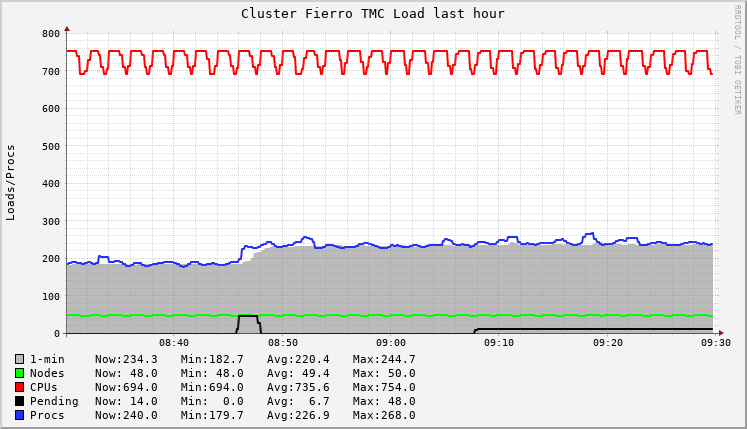 Cluster Fierro TMC Load last hour
RRDTOOL / TOBI OETIKER
Loads/Procs
800
700
600
500
400
300
200
100
0
08:40 08:50 09:00 09:10 09:20 09:30
1-min Now:234.3 Min:182.7 Avg:220.4 Max:244.7
Nodes Now: 48.0 Min: 48.0 Avg: 49.4 Max: 50.0
CPUs Now:694.0 Min:694.0 Avg:735.6 Max:754.0
Pending Now: 14.0 Min: 0.0 Avg: 6.7 Max: 48.0
Procs Now:240.0 Min:179.7 Avg:226.9 Max:268.0